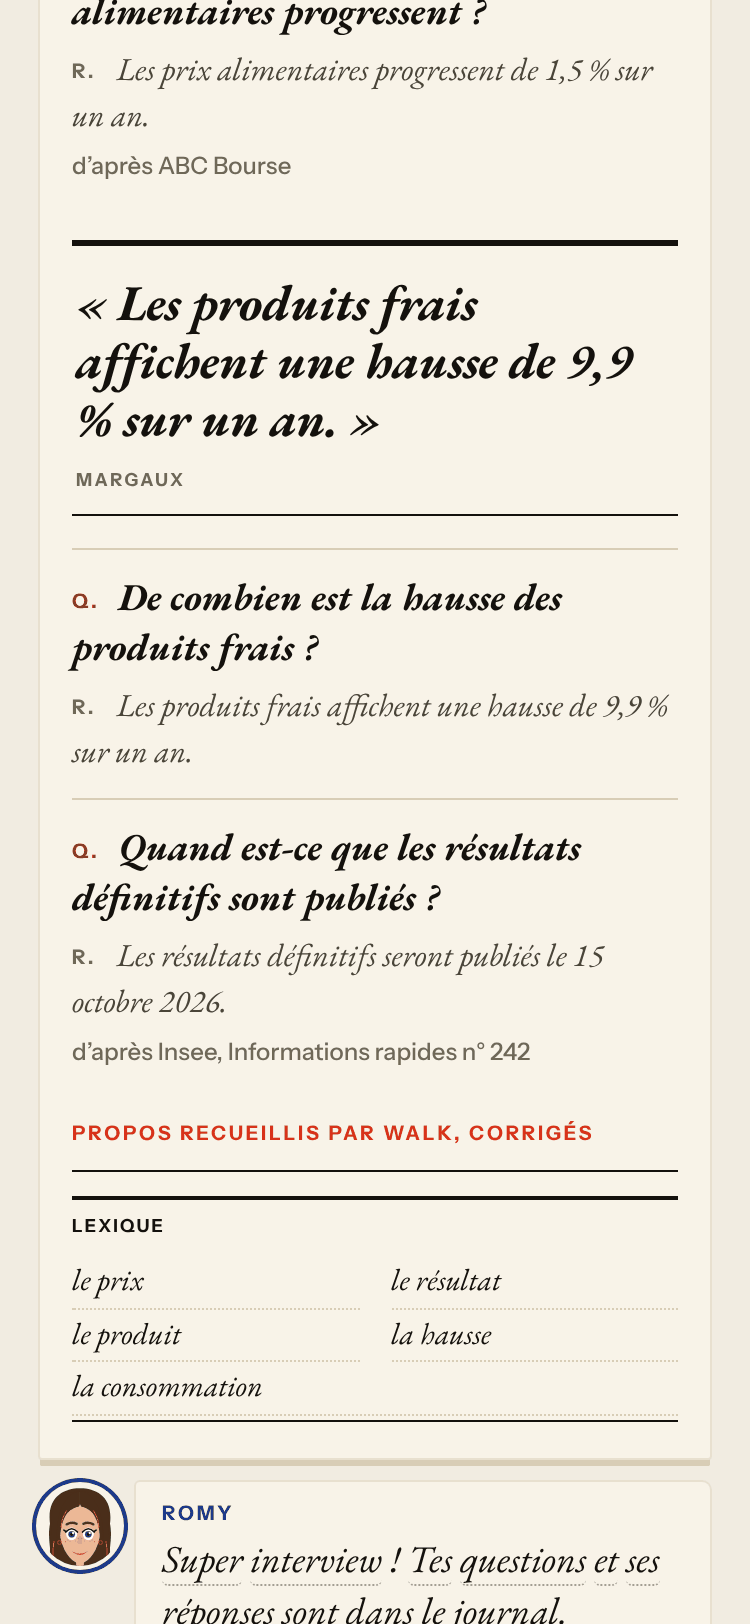 alimentaires progressent ?
R. Les prix alimentaires progressent de 1,5 % sur
un an.
d’après ABC Bourse
« Les produits frais
affichent une hausse de 9,9
% sur un an. »
MARGAUX
Q. De combien est la hausse des
produits frais ?
R. Les produits frais affichent une hausse de 9,9 %
sur un an.
Q. Quand est-ce que les résultats
définitifs sont publiés ?
R. Les résultats définitifs seront publiés le 15
octobre 2026.
d’après Insee, Informations rapides n° 242
PROPOS RECUEILLIS PAR WALK, CORRIGÉS
LEXIQUE
le prix
le résultat
le produit
la hausse
la consommation
ROMY
Super interview ! Tes questions et ses
réponses sont dans le journal.